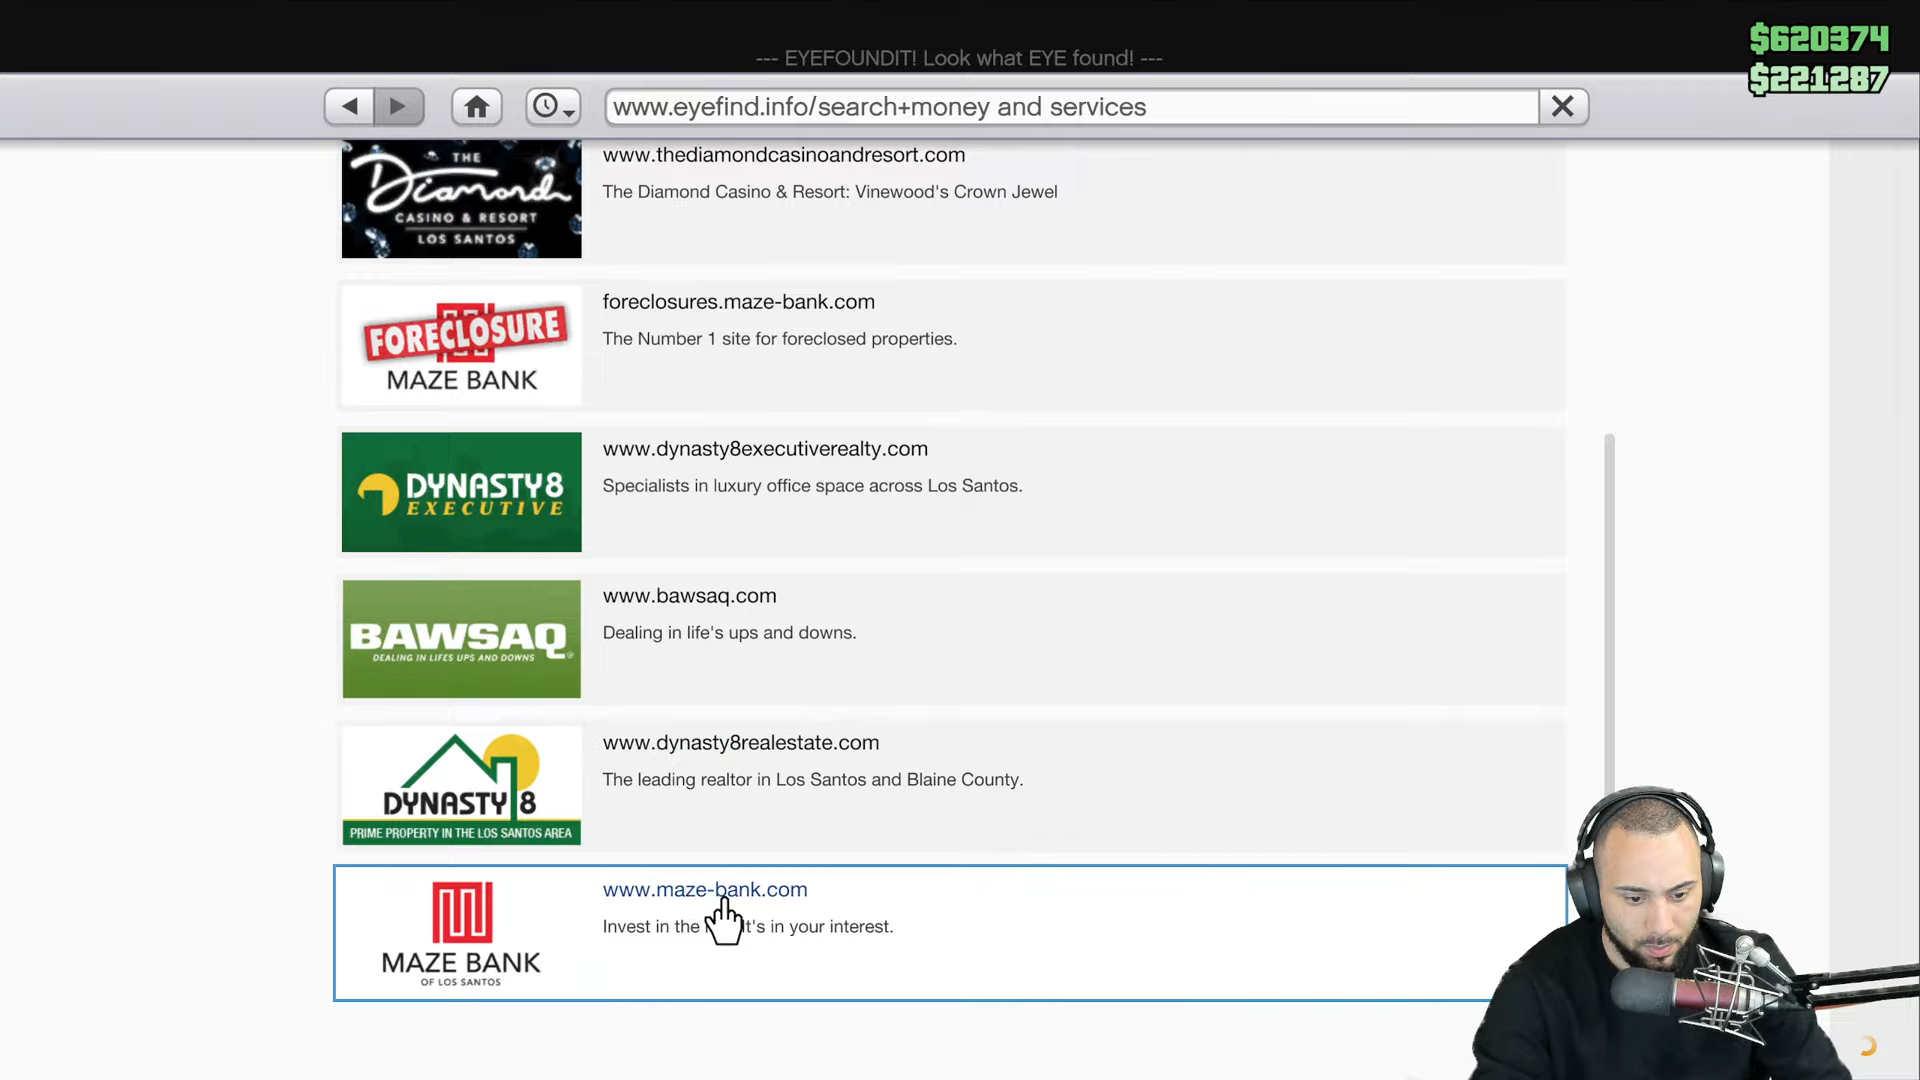 --- EYEFOUNDIT! Look what EYE found! ---
$620374
$221287
www.eyefind.info/search+money and services
THE
Diamond
CASINO & RESORT
LOS SANTOS
www.thediamondcasinoandresort.com
The Diamond Casino & Resort: Vinewood's Crown Jewel
FORECLOSURE
MAZE BANK
foreclosures.maze-bank.com
The Number 1 site for foreclosed properties.
DYNASTY8
EXECUTIVE
www.dynasty8executiverealty.com
Specialists in luxury office space across Los Santos.
BAWSAQ
DEALING IN LIFES UPS AND DOWNS
www.bawsaq.com
Dealing in life's ups and downs.
DYNASTY 8
PRIME PROPERTY IN THE LOS SANTOS AREA
www.dynasty8realestate.com
The leading realtor in Los Santos and Blaine County.
MAZE BANK
OF LOS SANTOS
www.maze-bank.com
Invest in the It's in your interest.